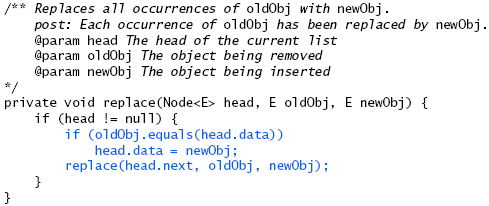 /** Replaces all occurrences of oldObj with newObj.
    post: Each occurrence of oldObj has been replaced by newObj.
    @param head The head of the current list
    @param oldObj The object being removed
    @param newObj The object being inserted
*/
private void replace(Node<E> head, E oldObj, E newObj) {
    if (head != null) {
        if (oldObj.equals(head.data))
            head.data = newObj;
        replace(head.next, oldObj, newObj);
    }
}